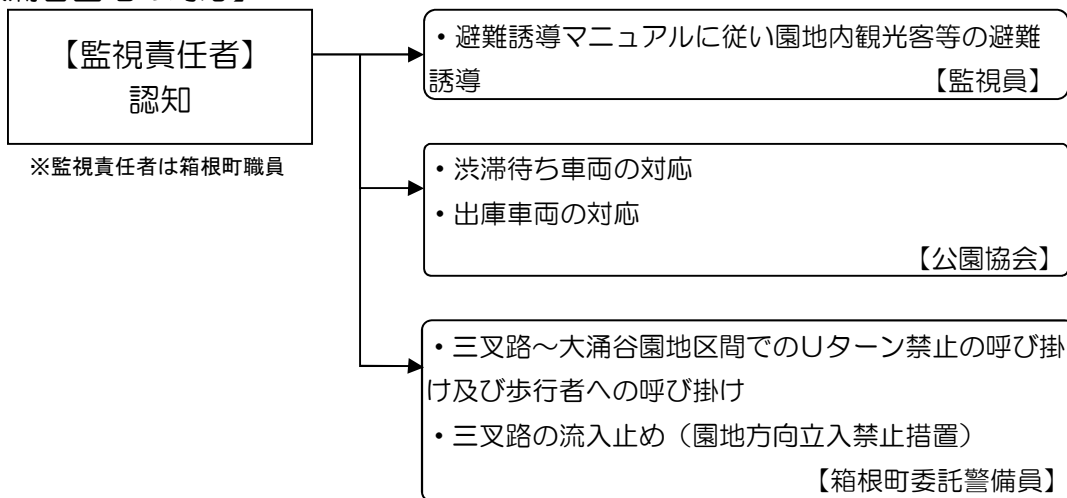 【監視責任者】
認知
※監視責任者は箱根町職員
・避難誘導マニュアルに従い園地内観光客等の避難
誘導 【監視員】
・渋滞待ち車両の対応
・出庫車両の対応
【公園協会】
・三叉路～大涌谷園地区間でのUターン禁止の呼び掛
け及び歩行者への呼び掛け
・三叉路の流入止め（園地方向立入禁止措置）
【箱根町委託警備員】